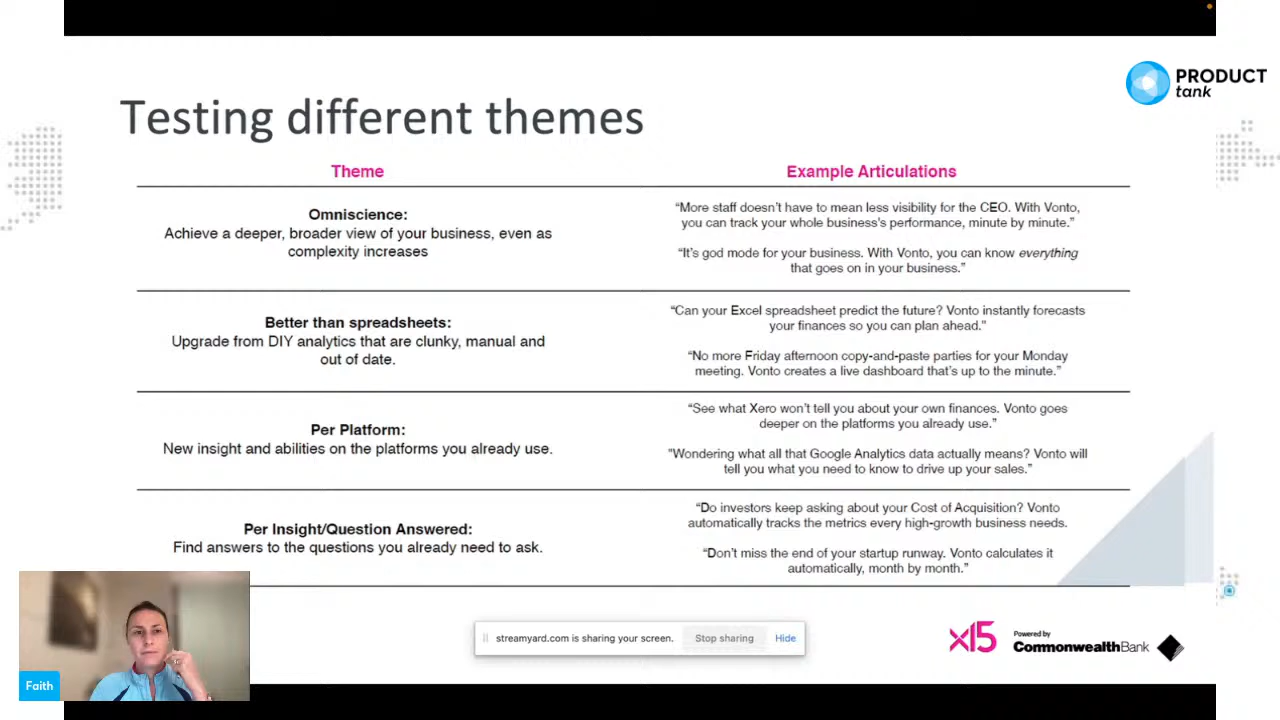 PRODUCT
tank
Testing different themes
Theme
Example Articulations
Omniscience:
Achieve a deeper, broader view of your business, even as
complexity increases
“More staff doesn’t have to mean less visibility for the CEO. With Vonto,
you can track your whole business’s performance, minute by minute.”
“It’s god mode for your business. With Vonto, you can know everything
that goes on in your business.”
Better than spreadsheets:
Upgrade from DIY analytics that are clunky, manual and
out of date.
“Can your Excel spreadsheet predict the future? Vonto instantly forecasts
your finances so you can plan ahead.“
“No more Friday afternoon copy-and-paste parties for your Monday
meeting. Vonto creates a live dashboard that’s up to the minute.”
Per Platform:
New insight and abilities on the platforms you already use.
“See what Xero won’t tell you about your own finances. Vonto goes
deeper on the platforms you already use.”
“Wondering what all that Google Analytics data actually means? Vonto will
tell you what you need to know to drive up your sales.”
Per Insight/Question Answered:
Find answers to the questions you already need to ask.
“Do investors keep asking about your Cost of Acquisition? Vonto
automatically tracks the metrics every high-growth business needs.
“Don’t miss the end of your startup runway. Vonto calculates it
automatically, month by month.”
streamyard.com is sharing your screen.
Stop sharing
Hide
x15
Powered by
CommonwealthBank
Faith